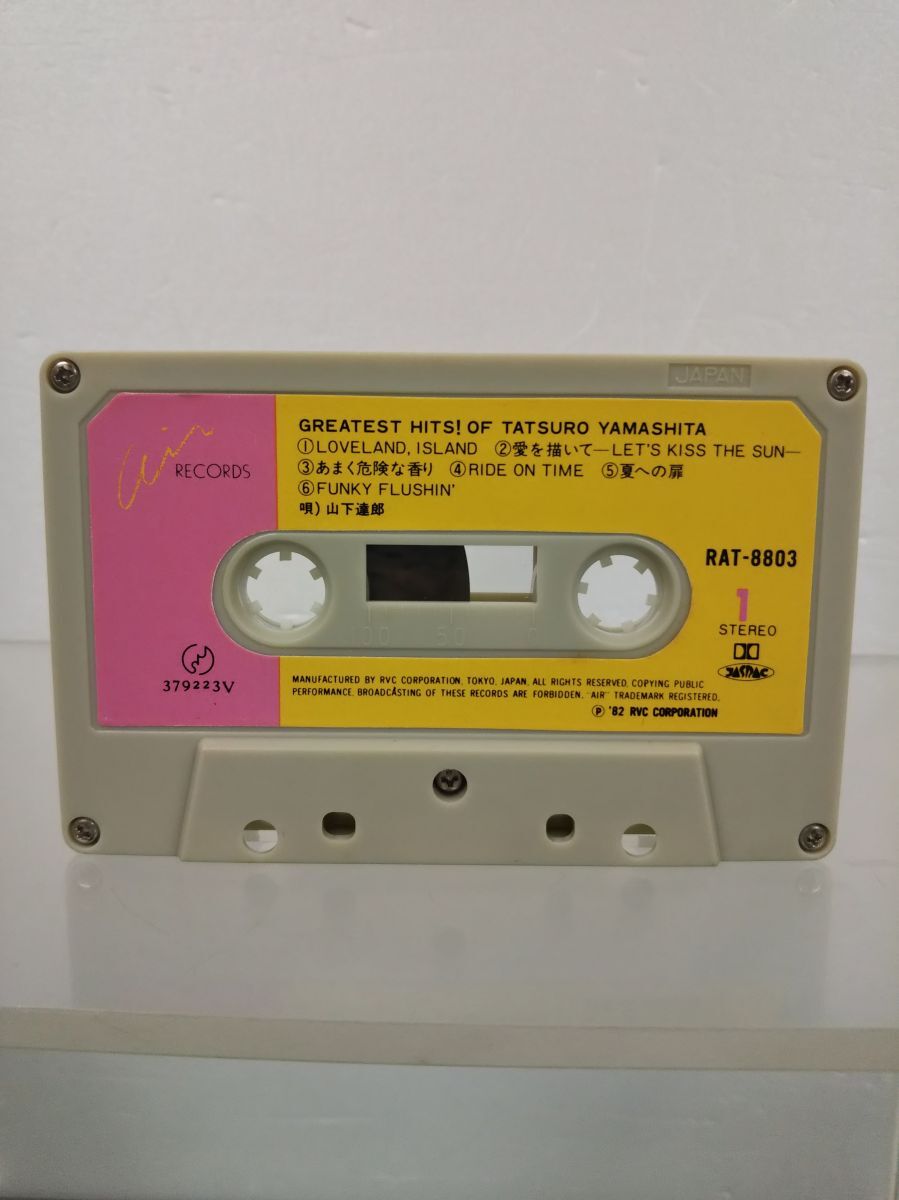 JAPAN
GREATEST HITS! OF TATSURO YAMASHITA
①LOVELAND, ISLAND ②愛を描いて—LET'S KISS THE SUN—
③あまく危険な香り ④RIDE ON TIME ⑤夏への扉
⑥FUNKY FLUSHIN'
唄) 山下達郎
Air
RECORDS
RAT-8803
1
STEREO
JASRAC
100 50 0
379223V
MANUFACTURED BY RVC CORPORATION, TOKYO, JAPAN. ALL RIGHTS RESERVED. COPYING PUBLIC
PERFORMANCE. BROADCASTING OF THESE RECORDS ARE FORBIDDEN. "AIR" TRADEMARK REGISTERED.
Ⓟ '82 RVC CORPORATION